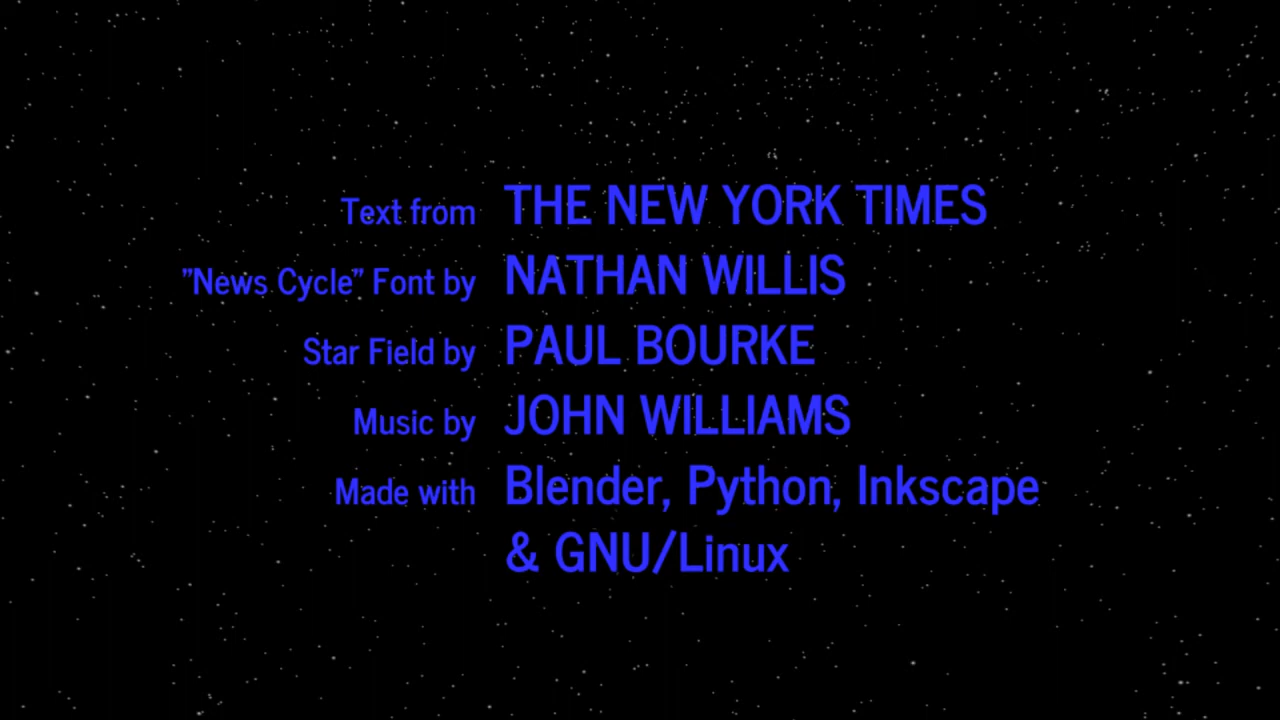 Text from THE NEW YORK TIMES
"News Cycle" Font by NATHAN WILLIS
Star Field by PAUL BOURKE
Music by JOHN WILLIAMS
Made with Blender, Python, Inkscape
& GNU/Linux